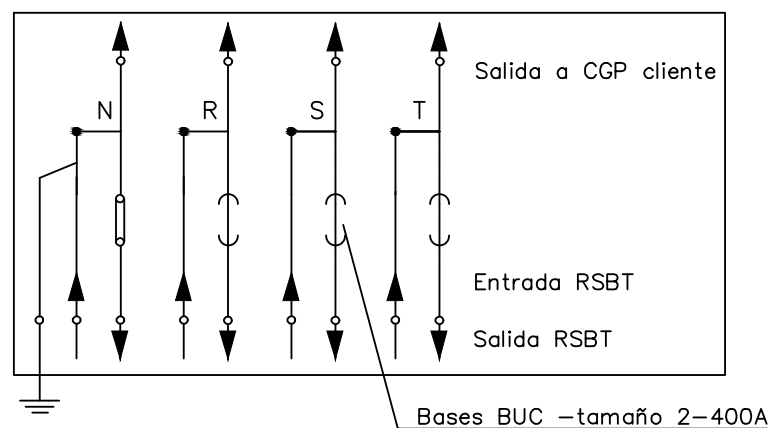 N R S T
Salida a CGP cliente
Entrada RSBT
Salida RSBT
Bases BUC -tamaño 2-400A